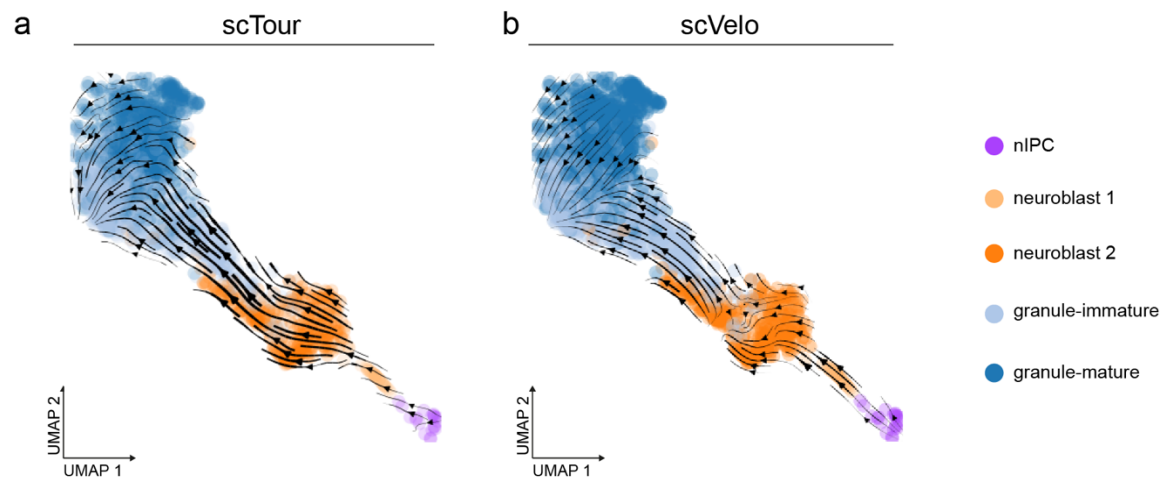 a
scTour
b
scVelo
nIPC
neuroblast 1
neuroblast 2
granule-immature
granule-mature
UMAP 2
UMAP 1
UMAP 2
UMAP 1